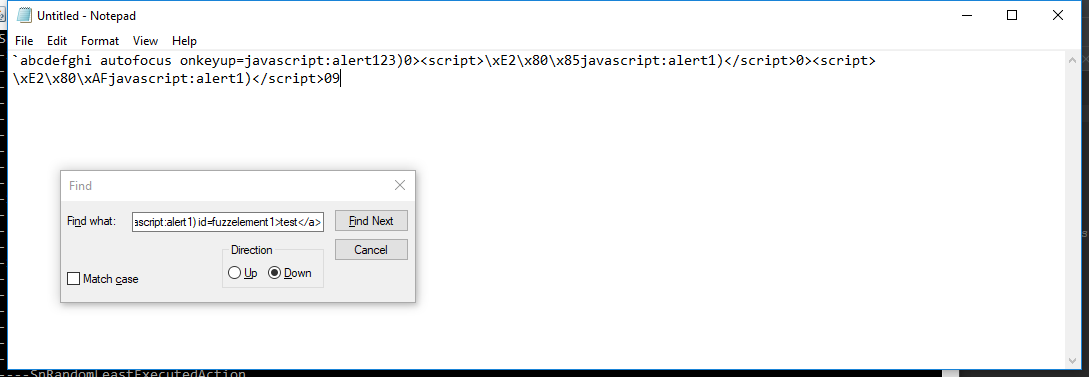 Untitled - Notepad
File Edit Format View Help
`abcdefghi autofocus onkeyup=javascript:alert123)0><script>\xE2\x80\x85javascript:alert1)</script>0><script>
\xE2\x80\xAFjavascript:alert1)</script>09
Find
Find what: ascript:alert1) id=fuzzelement1>test</a> Find Next
Direction Cancel
Up Down
Match case
----SnRandomLeastExecutedAction